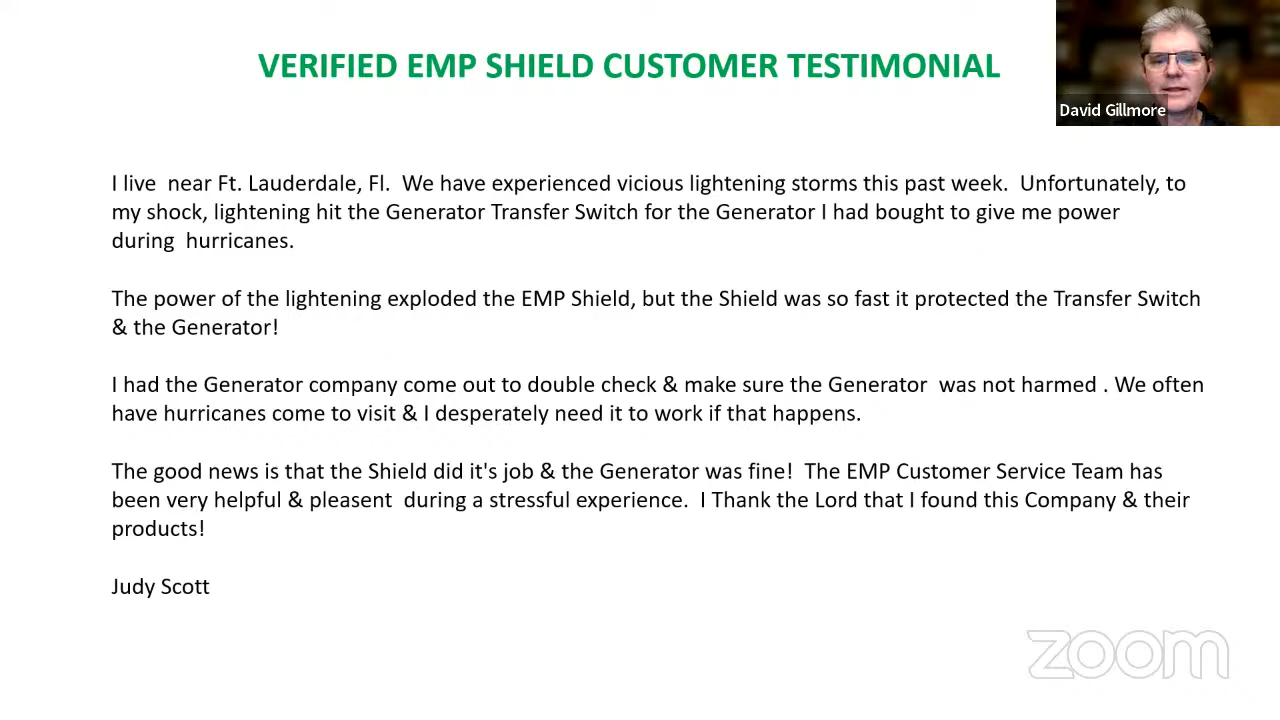 VERIFIED EMP SHIELD CUSTOMER TESTIMONIAL
David Gillmore
I live  near Ft. Lauderdale, Fl.  We have experienced vicious lightening storms this past week.  Unfortunately, to
my shock, lightening hit the Generator Transfer Switch for the Generator I had bought to give me power
during  hurricanes.
The power of the lightening exploded the EMP Shield, but the Shield was so fast it protected the Transfer Switch
& the Generator!
I had the Generator company come out to double check & make sure the Generator  was not harmed . We often
have hurricanes come to visit & I desperately need it to work if that happens.
The good news is that the Shield did it's job & the Generator was fine!  The EMP Customer Service Team has
been very helpful & pleasent  during a stressful experience.  I Thank the Lord that I found this Company & their
products!
Judy Scott
zoom